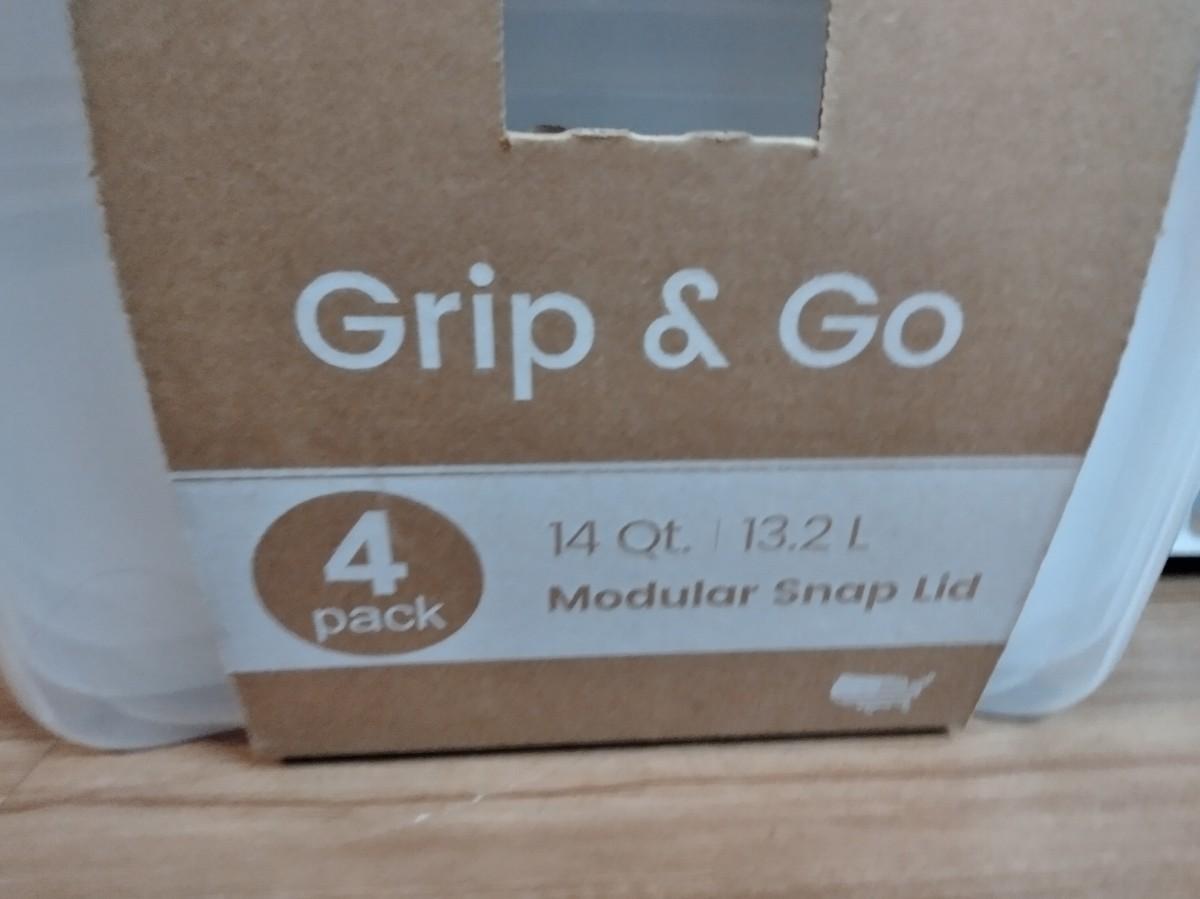 Grip & Go
4
pack
14 Qt. | 13.2 L
Modular Snap Lid